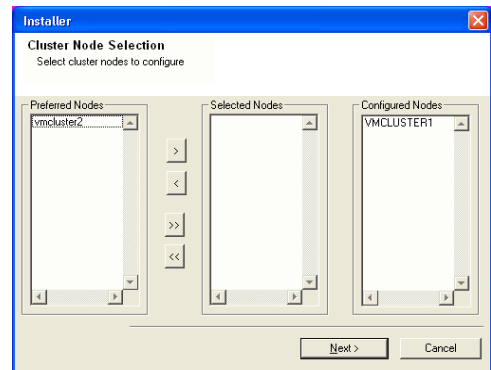 Installer
Cluster Node Selection
Select cluster nodes to configure
Preferred Nodes
vmcluster2
>
<
>>
<<
Selected Nodes
Configured Nodes
VMCLUSTER1
Next >
Cancel